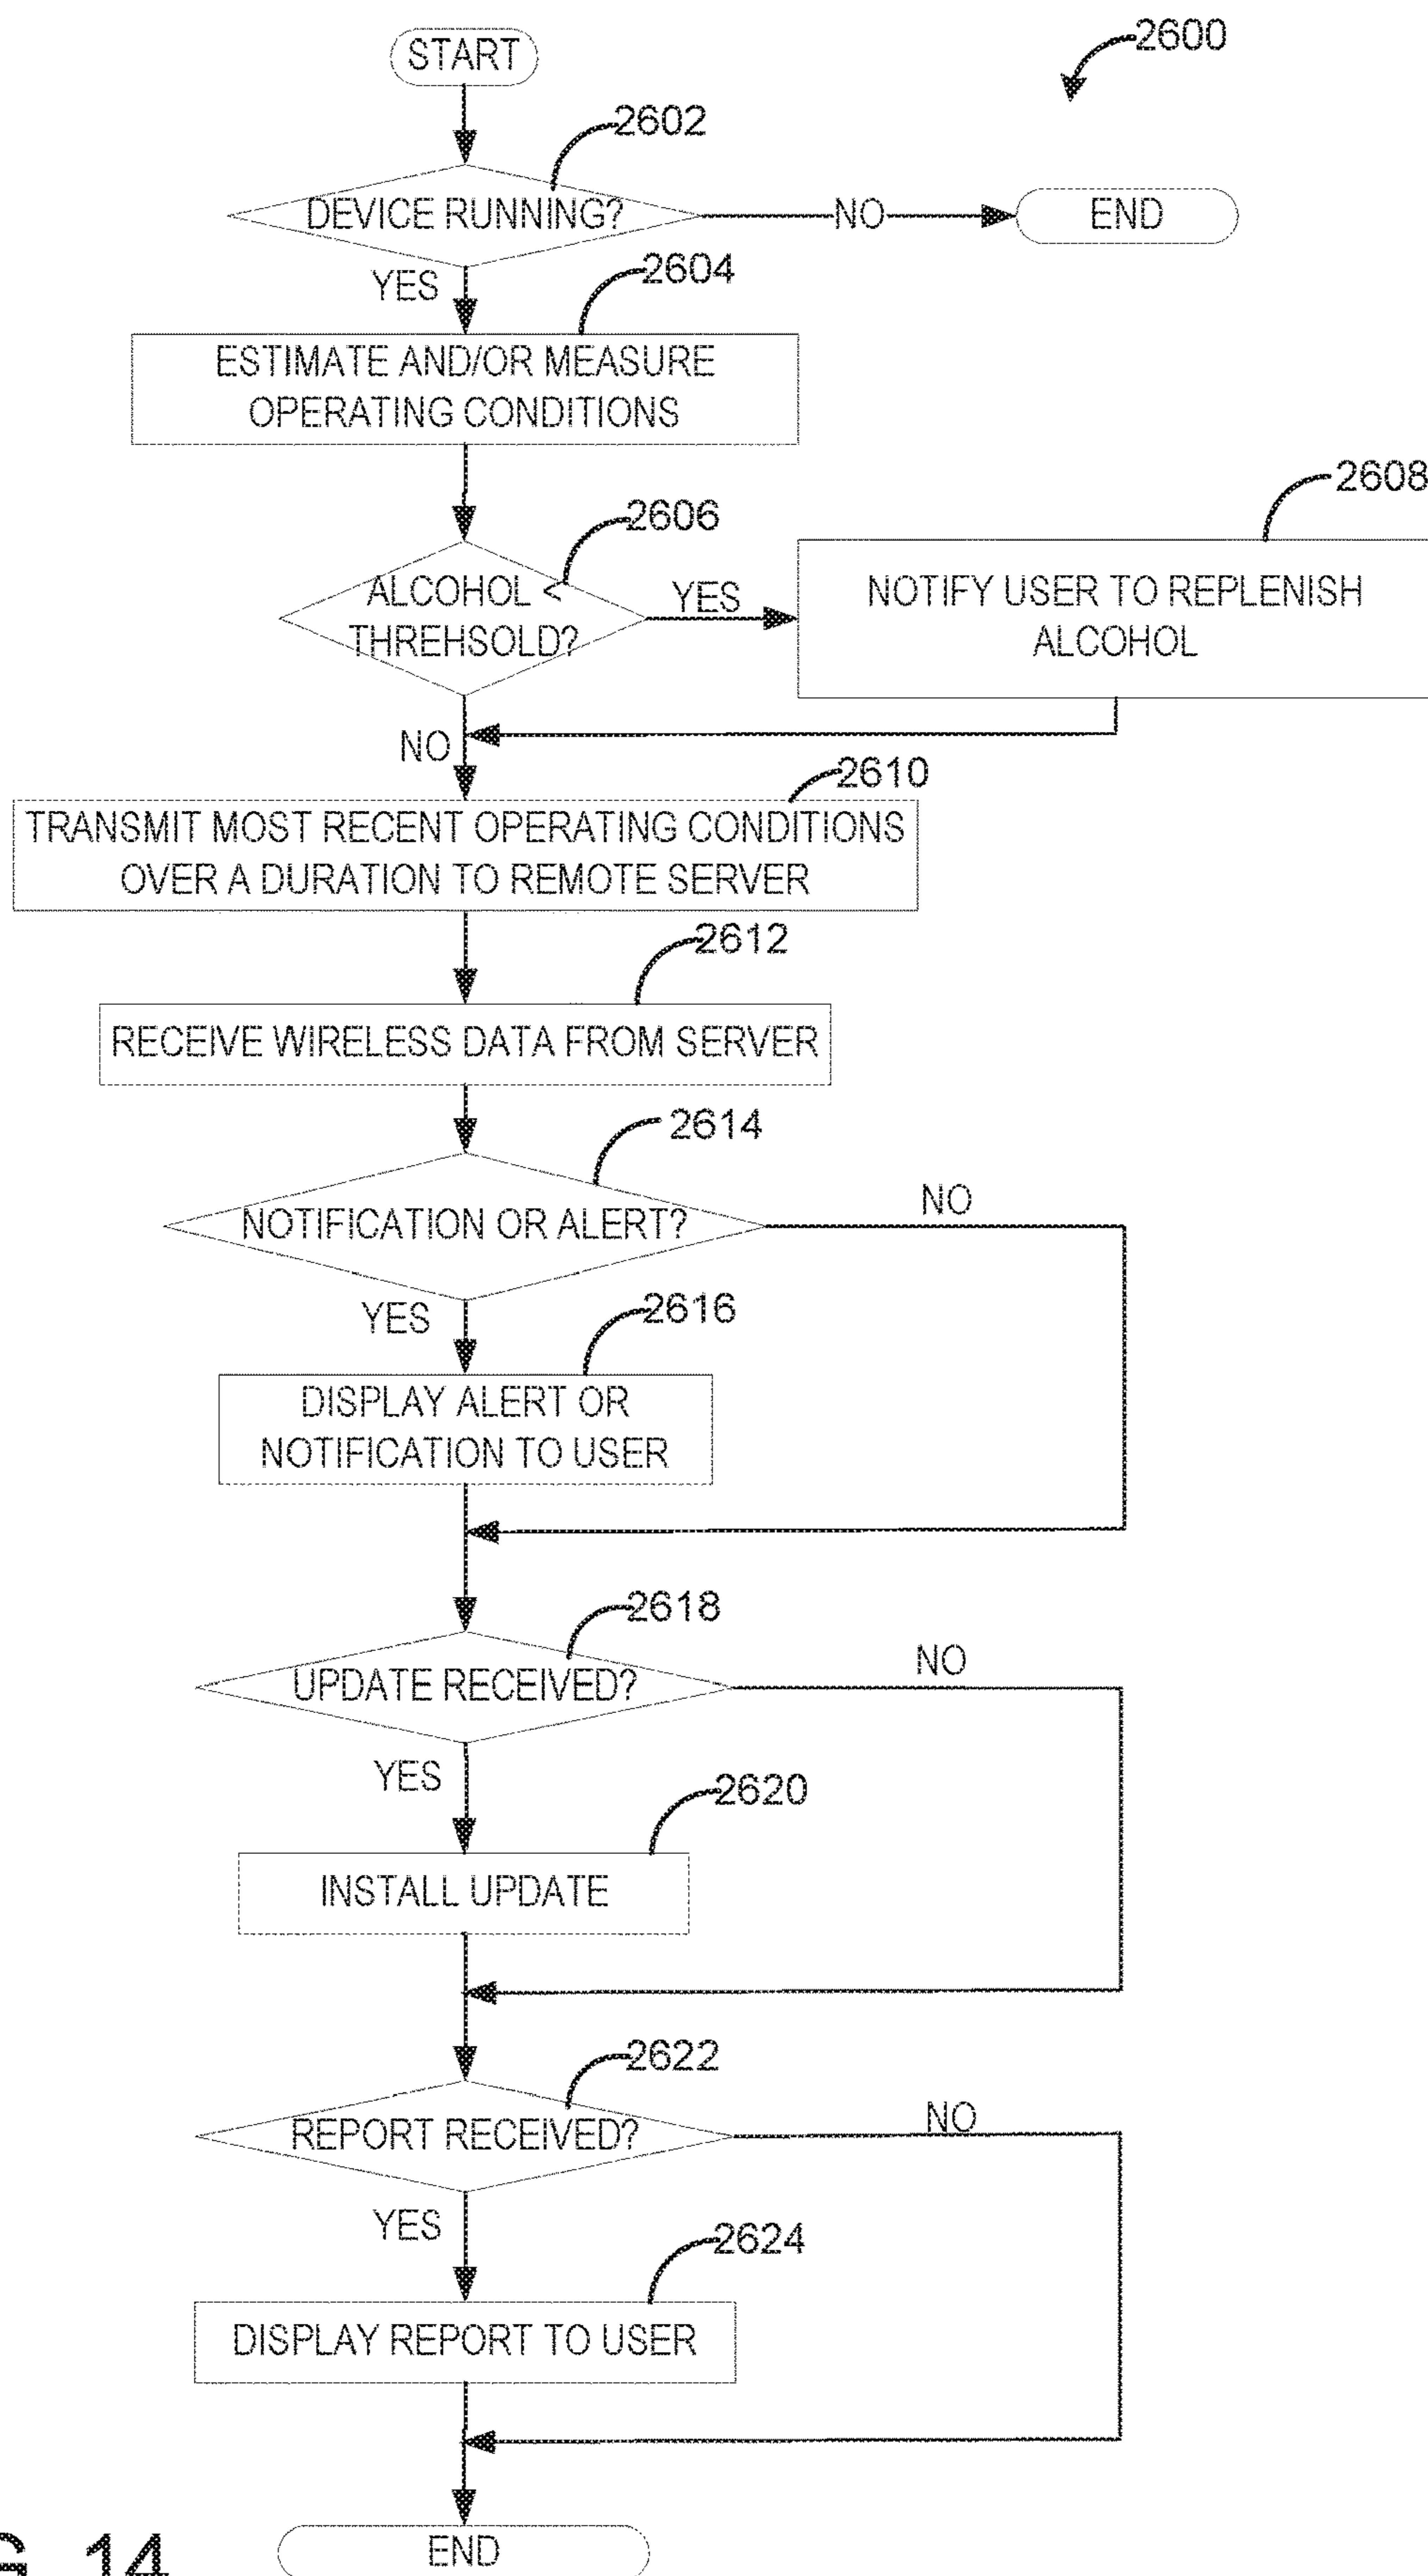 START
2600
2602
DEVICE RUNNING?
NO
END
YES
2604
ESTIMATE AND/OR MEASURE
OPERATING CONDITIONS
2606
2608
ALCOHOL <
THREHSOLD?
YES
NOTIFY USER TO REPLENISH
ALCOHOL
NO
2610
TRANSMIT MOST RECENT OPERATING CONDITIONS
OVER A DURATION TO REMOTE SERVER
2612
RECEIVE WIRELESS DATA FROM SERVER
2614
NOTIFICATION OR ALERT?
NO
YES
2616
DISPLAY ALERT OR
NOTIFICATION TO USER
2618
UPDATE RECEIVED?
NO
YES
2620
INSTALL UPDATE
2622
REPORT RECEIVED?
NO
YES
2624
DISPLAY REPORT TO USER
END
14